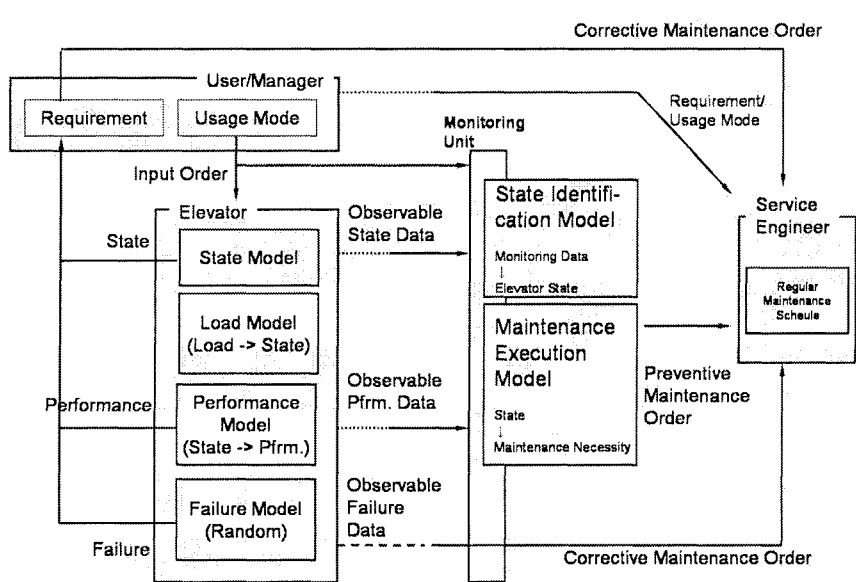 Corrective Maintenance Order
User/Manager
Requirement
Usage Mode
Requirement/
Usage Mode
Monitoring
Unit
Input Order
Elevator
Observable
State Data
State Identifi-
cation Model
Monitoring Data
↓
Elevator State
Service
Engineer
Regular
Maintenance
Scheule
State
State Model
Load Model
(Load -> State)
Maintenance
Execution
Model
State
↓
Maintenance Necessity
Preventive
Maintenance
Order
Performance
Performance
Model
(State -> Pfrm.)
Observable
Pfrm. Data
Failure Model
(Random)
Failure
Observable
Failure
Data
Corrective Maintenance Order